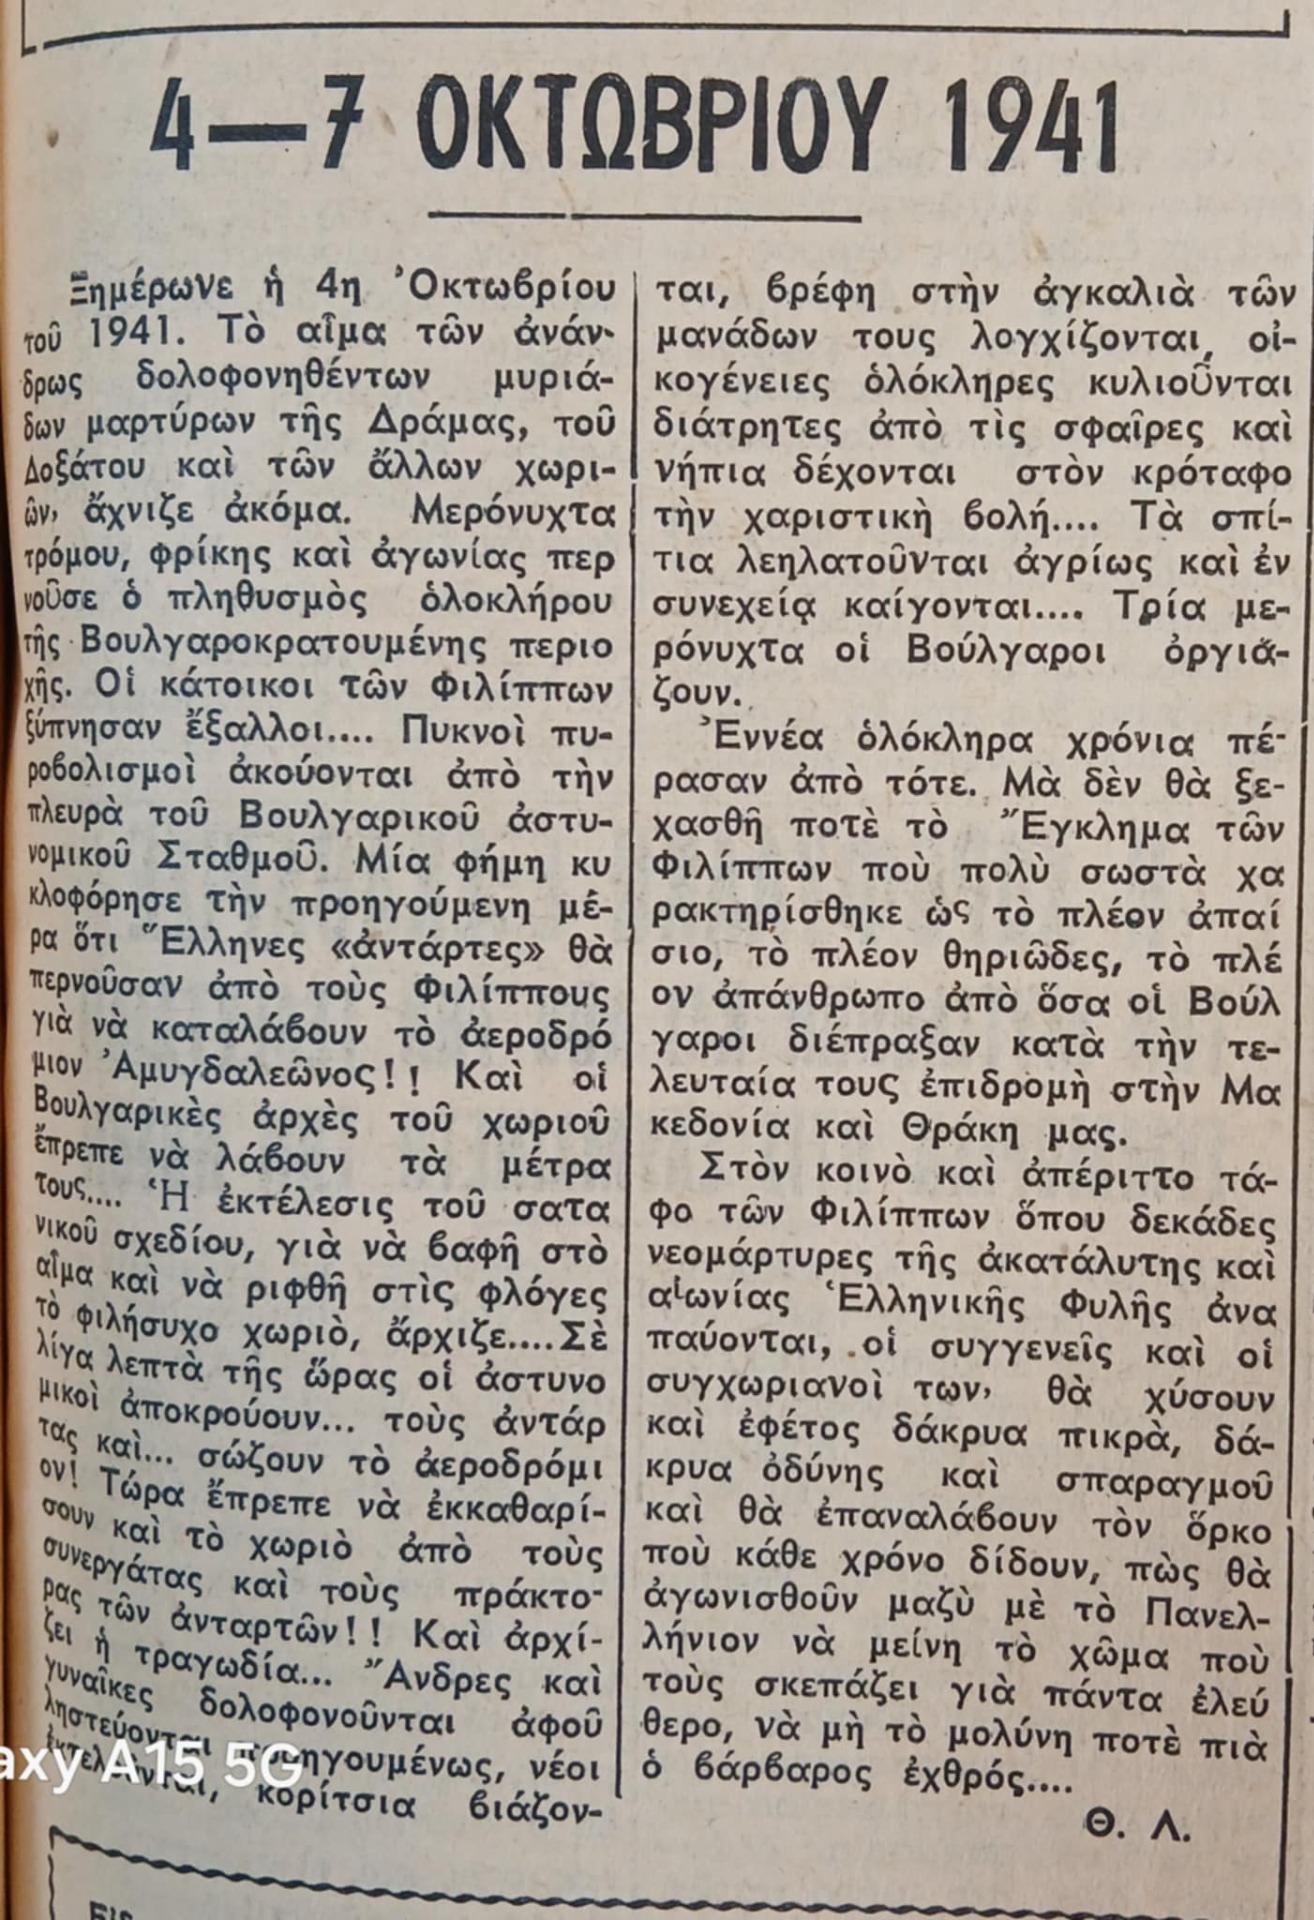 4—7 ΟΚΤΩΒΡΙΟΥ 1941
Ξημέρωνε ἡ 4η Ὀκτωβρίου
τοῦ 1941. Τὸ αἷμα τῶν ἀνάν-
δρως δολοφονηθέντων μυριά-
δων μαρτύρων τῆς Δράμας, τοῦ
Δοξάτου καὶ τῶν ἄλλων χωρι-
ῶν, ἄχνιζε ἀκόμα. Μερόνυχτα
τρόμου, φρίκης καὶ ἀγωνίας περ
νοῦσε ὁ πληθυσμὸς ὁλοκλήρου
τῆς Βουλγαροκρατουμένης περιο
χῆς. Οἱ κάτοικοι τῶν Φιλίππων
ξύπνησαν ἔξαλλοι.... Πυκνοὶ πυ-
ροβολισμοὶ ἀκούονται ἀπὸ τὴν
πλευρὰ τοῦ Βουλγαρικοῦ ἀστυ-
νομικοῦ Σταθμοῦ. Μία φήμη κυ
κλοφόρησε τὴν προηγούμενη μέ-
ρα ὅτι Ἕλληνες «ἀντάρτες» θὰ
περνοῦσαν ἀπὸ τοὺς Φιλίππους
γιὰ νὰ καταλάβουν τὸ ἀεροδρό
μιον Ἀμυγδαλεῶνος!! Καὶ οἱ
Βουλγαρικὲς ἀρχὲς τοῦ χωριοῦ
ἔπρεπε νὰ λάβουν τὰ μέτρα
τους.... Ἡ ἐκτέλεσις τοῦ σατα
νικοῦ σχεδίου, γιὰ νὰ βαφῆ στὸ
αἷμα καὶ νὰ ριφθῆ στὶς φλόγες
τὸ φιλήσυχο χωριὸ, ἄρχιζε.... Σὲ
λίγα λεπτὰ τῆς ὥρας οἱ ἀστυνο
μικοὶ ἀποκρούουν... τοὺς ἀντάρ
τας καὶ... σώζουν τὸ ἀεροδρόμι
ον! Τώρα ἔπρεπε νὰ ἐκκαθαρί-
σουν καὶ τὸ χωριὸ ἀπὸ τοὺς
συνεργάτας καὶ τοὺς πράκτο-
ρας τῶν ἀνταρτῶν!! Καὶ ἀρχί-
ζει ἡ τραγωδία... Ἄνδρες καὶ
γυναῖκες δολοφονοῦνται ἀφοῦ
ληστεύονται προηγουμένως, νέοι
ἐκτελοῦνται, κορίτσια βιάζον-
ται, βρέφη στὴν ἀγκαλιὰ τῶν
μανάδων τους λογχίζονται, οἰ-
κογένειες ὁλόκληρες κυλιοῦνται
διάτρητες ἀπὸ τὶς σφαῖρες καὶ
νήπια δέχονται στὸν κρόταφο
τὴν χαριστικὴ βολή.... Τὰ σπί-
τια λεηλατοῦνται ἀγρίως καὶ ἐν
συνεχείᾳ καίγονται.... Τρία με-
ρόνυχτα οἱ Βούλγαροι ὀργιά-
ζουν.
Ἐννέα ὁλόκληρα χρόνια πέ-
ρασαν ἀπὸ τότε. Μὰ δὲν θὰ ξε-
χασθῆ ποτὲ τὸ Ἔγκλημα τῶν
Φιλίππων ποὺ πολὺ σωστὰ χα
ρακτηρίσθηκε ὡς τὸ πλέον ἀπαί
σιο, τὸ πλέον θηριῶδες, τὸ πλέ
ον ἀπάνθρωπο ἀπὸ ὅσα οἱ Βούλ
γαροι διέπραξαν κατὰ τὴν τε-
λευταία τους ἐπιδρομὴ στὴν Μα
κεδονία καὶ Θράκη μας.
Στὸν κοινὸ καὶ ἀπέριττο τά-
φο τῶν Φιλίππων ὅπου δεκάδες
νεομάρτυρες τῆς ἀκατάλυτης καὶ
αἰωνίας Ἑλληνικῆς Φυλῆς ἀνα
παύονται, οἱ συγγενεῖς καὶ οἱ
συγχωριανοὶ των, θὰ χύσουν
καὶ ἐφέτος δάκρυα πικρὰ, δά-
κρυα ὀδύνης καὶ σπαραγμοῦ
καὶ θὰ ἐπαναλάβουν τὸν ὅρκο
ποὺ κάθε χρόνο δίδουν, πὼς θὰ
ἀγωνισθοῦν μαζὺ μὲ τὸ Πανελ-
λήνιον νὰ μείνη τὸ χῶμα ποὺ
τοὺς σκεπάζει γιὰ πάντα ἐλεύ
θερο, νὰ μὴ τὸ μολύνη ποτὲ πιὰ
ὁ βάρβαρος ἐχθρός....
Θ. Λ.
axy A15 5G